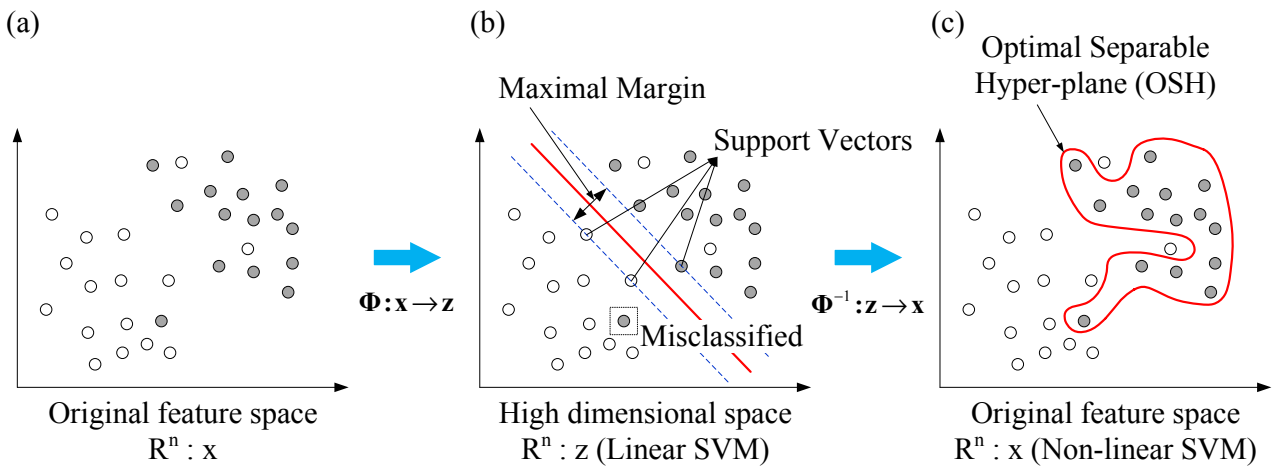 (a)
Original feature space
Rⁿ : x
Φ : x → z
(b)
Maximal Margin
Support Vectors
Misclassified
High dimensional space
Rⁿ : z (Linear SVM)
Φ⁻¹ : z → x
(c)
Optimal Separable
Hyper-plane (OSH)
Original feature space
Rⁿ : x (Non-linear SVM)